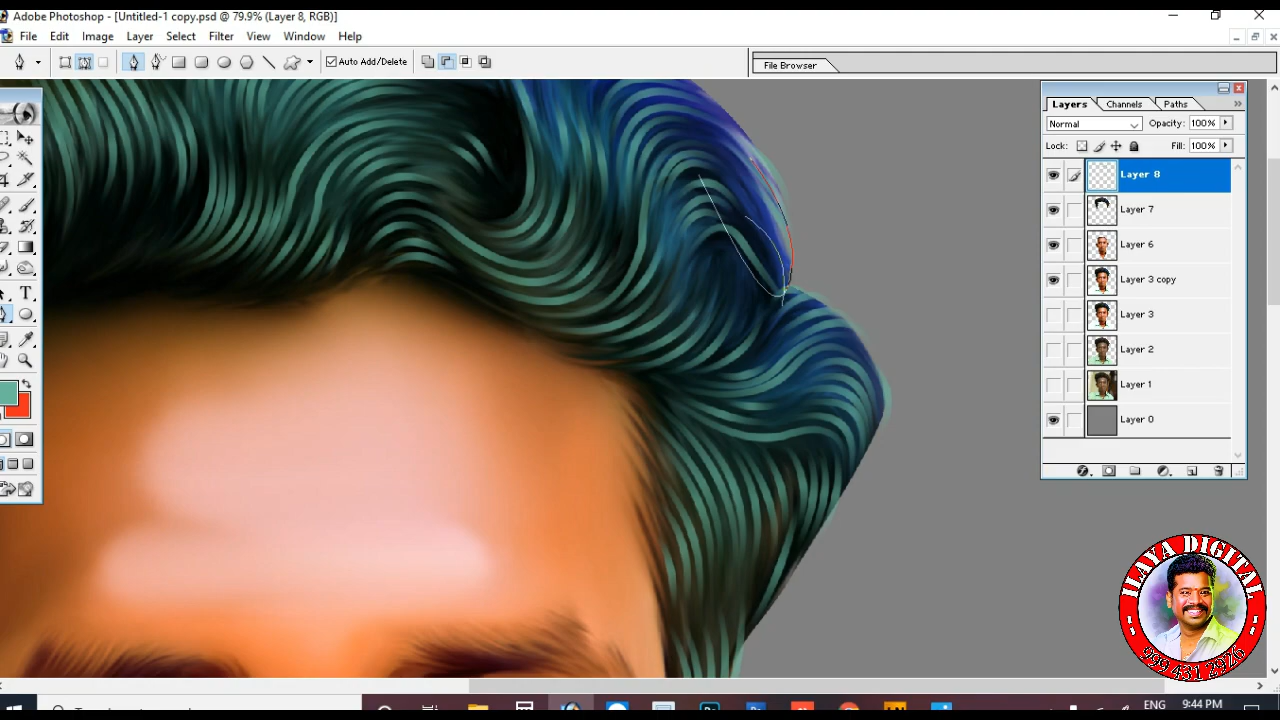 Adobe Photoshop - [Untitled-1 copy.psd @ 79.9% (Layer 8, RGB)]
File Edit Image Layer Select Filter View Window Help
Auto Add/Delete
File Browser
Layers Channels Paths
Normal Opacity: 100%
Lock: Fill: 100%
Layer 8
Layer 7
Layer 6
Layer 3 copy
Layer 3
Layer 2
Layer 1
Layer 0
ILAYA DIGITAL
999 431 2926
ENG 9:44 PM